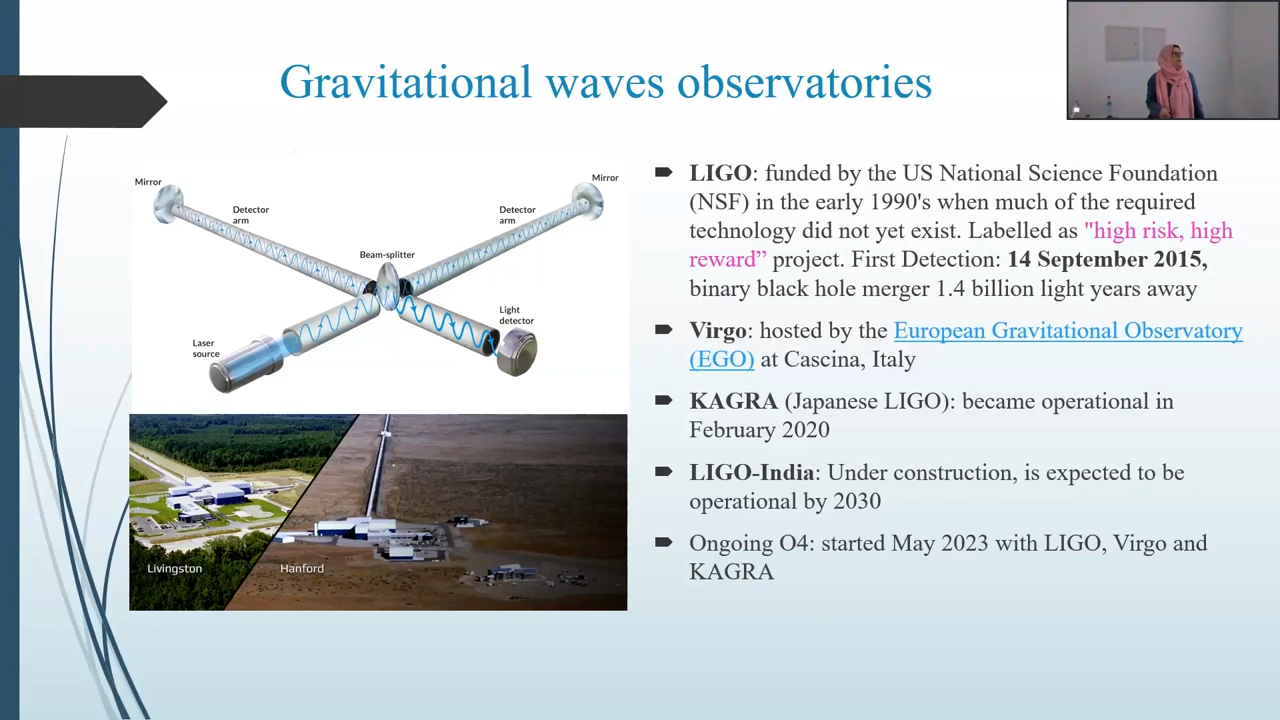 Gravitational waves observatories
Mirror
Mirror
Detector
arm
Detector
arm
Beam-splitter
Light
detector
Laser
source
Livingston
Hanford
LIGO: funded by the US National Science Foundation
(NSF) in the early 1990's when much of the required
technology did not yet exist. Labelled as "high risk, high
reward” project. First Detection: 14 September 2015,
binary black hole merger 1.4 billion light years away
Virgo: hosted by the European Gravitational Observatory
(EGO) at Cascina, Italy
KAGRA (Japanese LIGO): became operational in
February 2020
LIGO-India: Under construction, is expected to be
operational by 2030
Ongoing O4: started May 2023 with LIGO, Virgo and
KAGRA